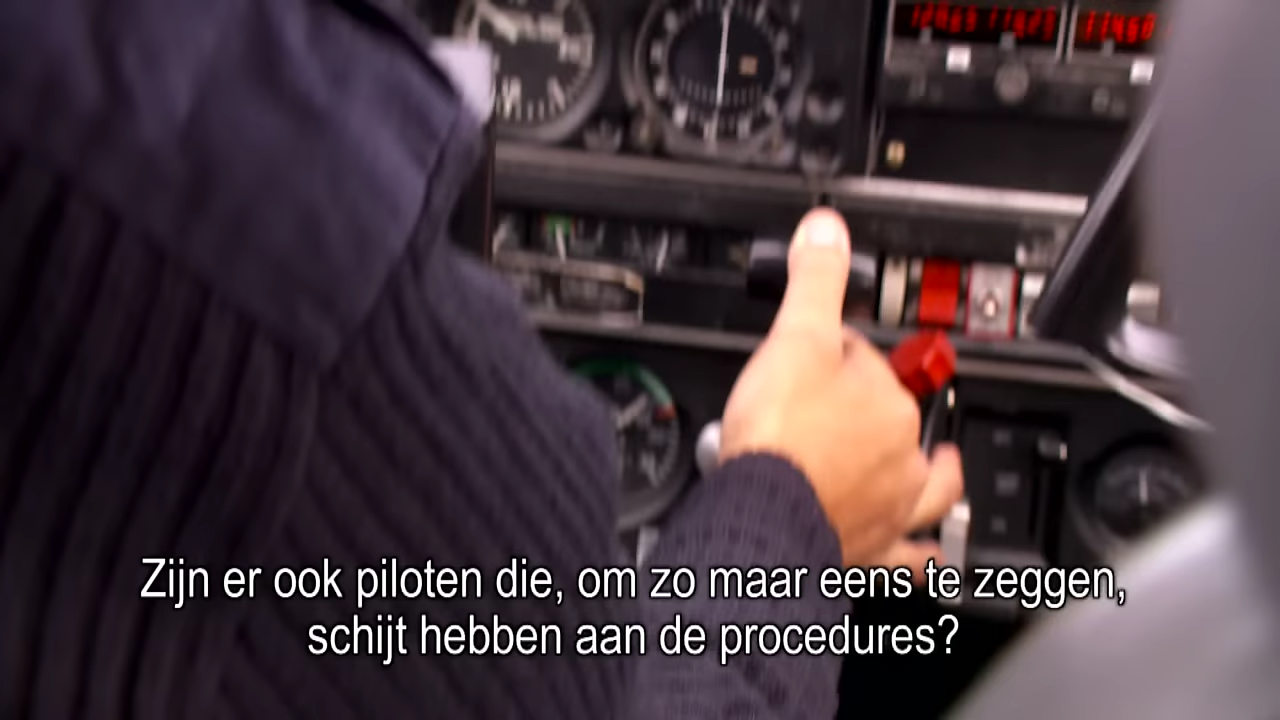 Zijn er ook piloten die, om zo maar eens te zeggen,
schijt hebben aan de procedures?